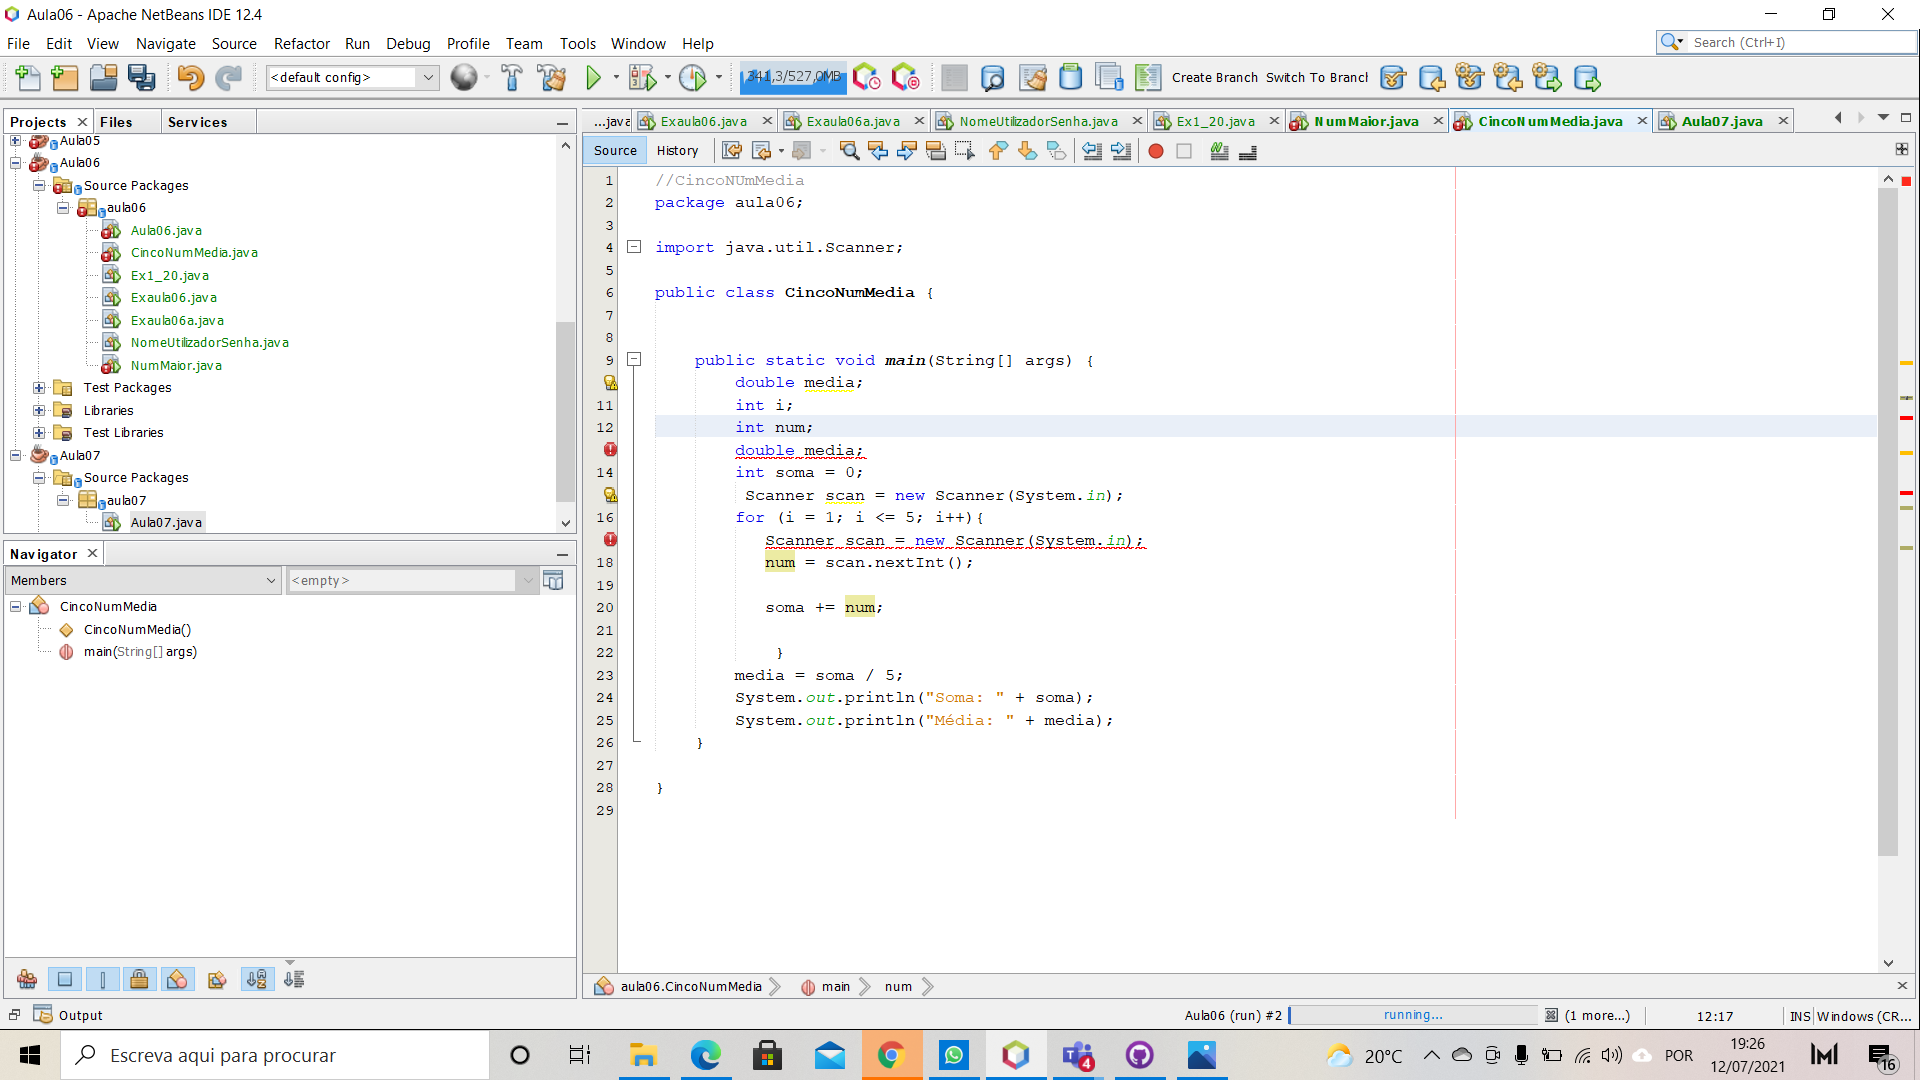 Aula06 - Apache NetBeans IDE 12.4
File Edit View Navigate Source Refactor Run Debug Profile Team Tools Window Help
Search (Ctrl+I)
<default config>
341,3/527,0MB
Create Branch Switch To Branch
Projects Files Services
Aula05
Aula06
Source Packages
aula06
Aula06.java
CincoNumMedia.java
Ex1_20.java
Exaula06.java
Exaula06a.java
NomeUtilizadorSenha.java
NumMaior.java
Test Packages
Libraries
Test Libraries
Aula07
Source Packages
aula07
Aula07.java
Navigator
Members
<empty>
CincoNumMedia
CincoNumMedia()
main(String[] args)
...java Exaula06.java Exaula06a.java NomeUtilizadorSenha.java Ex1_20.java NumMaior.java CincoNumMedia.java Aula07.java
Source History
1 //CincoNUmMedia
2 package aula06;
3
4 import java.util.Scanner;
5
6 public class CincoNumMedia {
7
8
9 public static void main(String[] args) {
double media;
11 int i;
12 int num;
double media;
14 int soma = 0;
Scanner scan = new Scanner(System.in);
16 for (i = 1; i <= 5; i++){
Scanner scan = new Scanner(System.in);
18 num = scan.nextInt();
19
20 soma += num;
21
22 }
23 media = soma / 5;
24 System.out.println("Soma: " + soma);
25 System.out.println("Média: " + media);
26 }
27
28 }
29
aula06.CincoNumMedia main num
Output
Aula06 (run) #2 running... (1 more...) 12:17 INS Windows (CR...
Escreva aqui para procurar
4
20°C
POR
19:26
12/07/2021
16